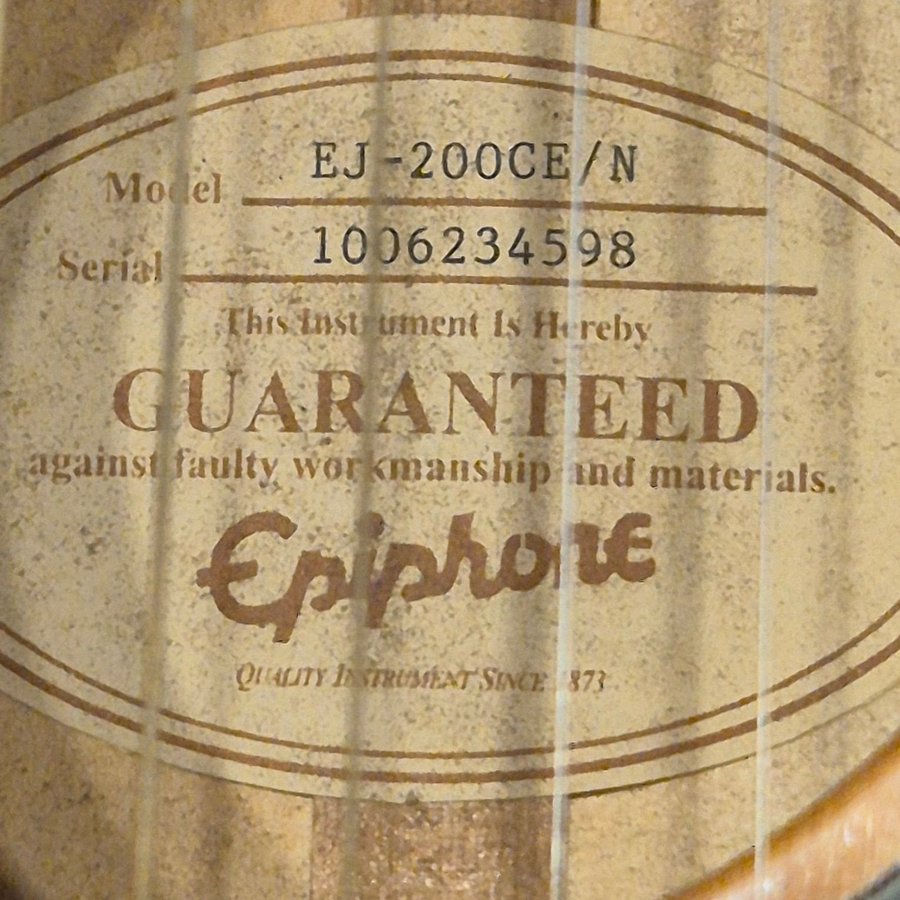 Model EJ-200CE/N
Serial 1006234598
This Instrument Is Hereby
GUARANTEED
against faulty workmanship and materials.
Epiphone
QUALITY INSTRUMENT SINCE 1873